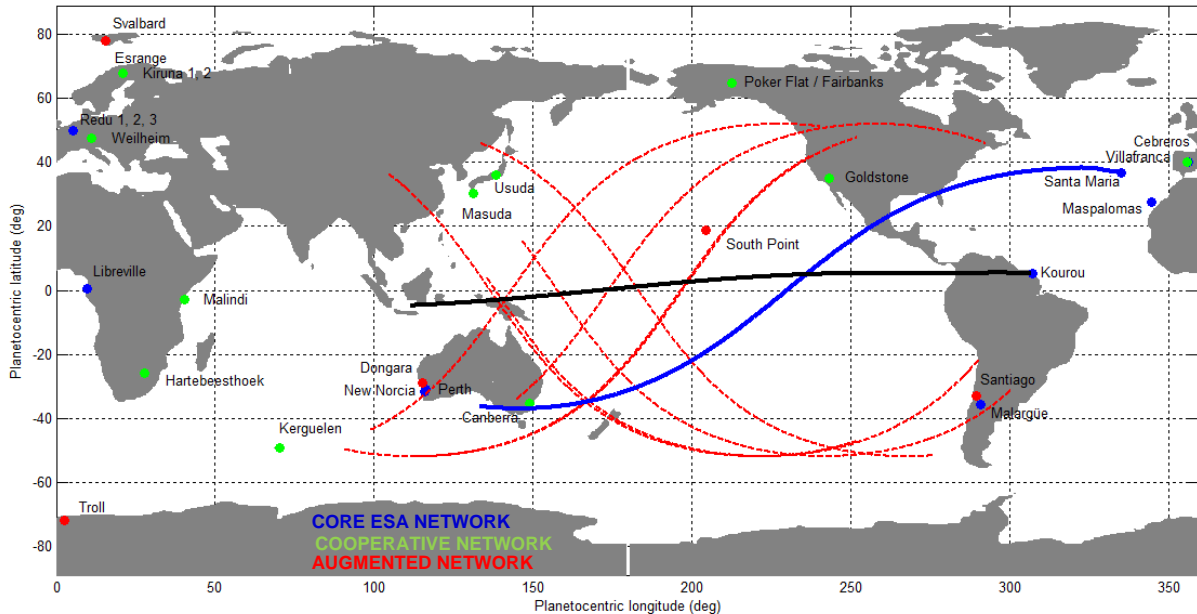 Svalbard
Esrange
Kiruna 1, 2
Redu 1, 2, 3
Weilheim
Poker Flat / Fairbanks
Cebreros
Villafranca
Usuda
Masuda
Goldstone
Santa Maria
Maspalomas
South Point
Libreville
Malindi
Kourou
Hartebeesthoek
Dongara
New Norcia
Perth
Canberra
Santiago
Malargüe
Kerguelen
Troll
CORE ESA NETWORK
COOPERATIVE NETWORK
AUGMENTED NETWORK
80
60
40
20
0
-20
-40
-60
-80
Planetocentric latitude (deg)
0
50
100
150
200
250
300
350
Planetocentric longitude (deg)